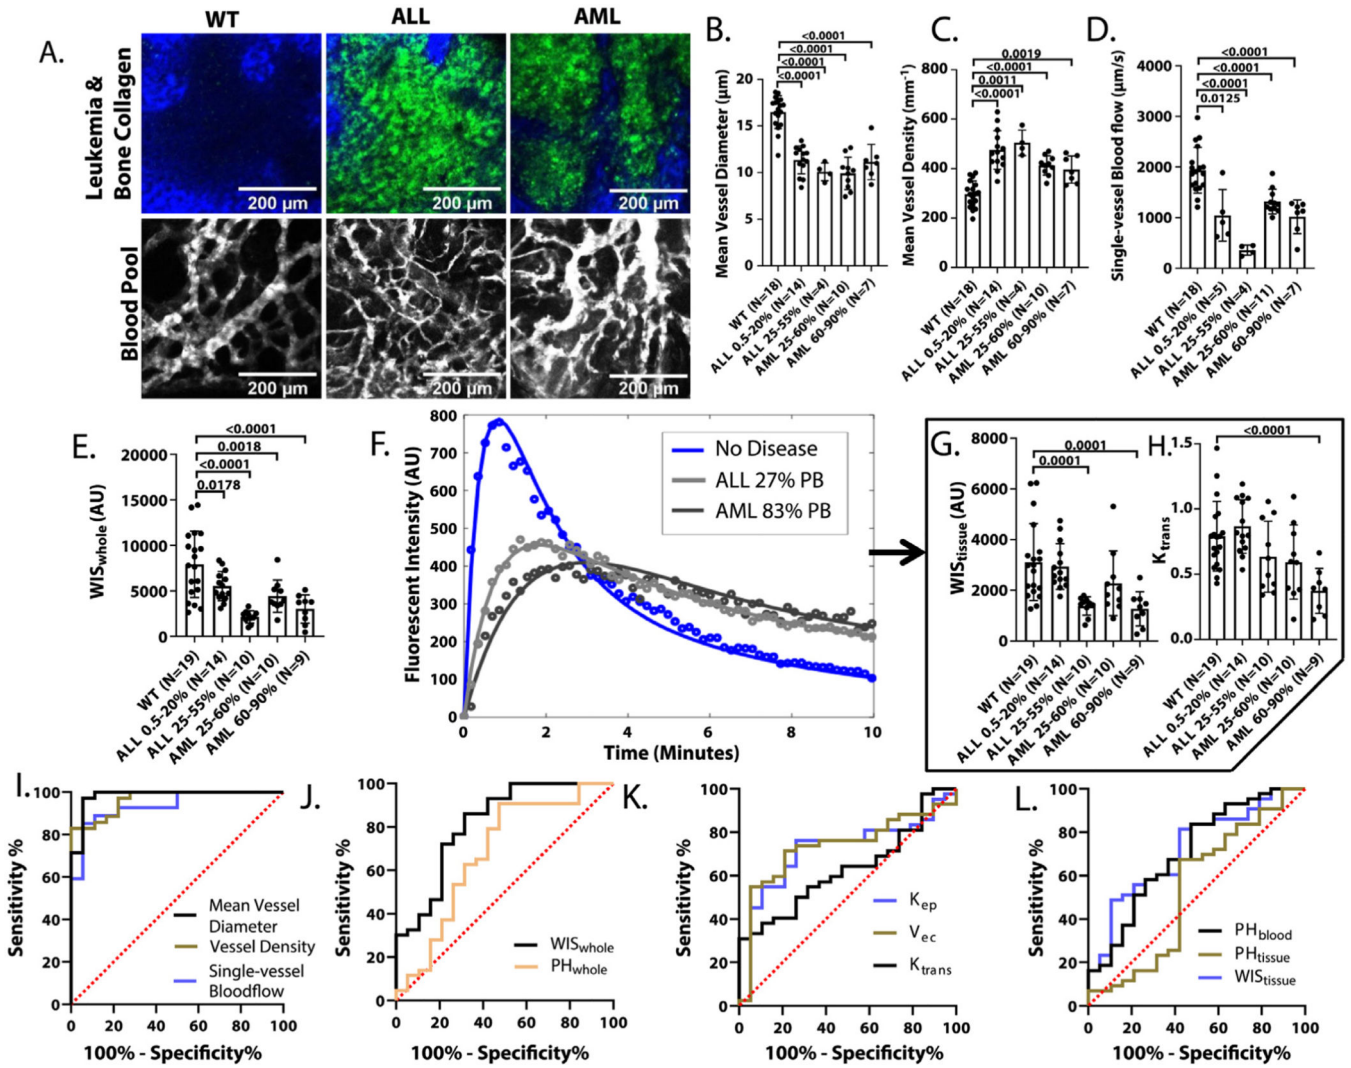 WT
ALL
AML
A.
Leukemia &
Bone Collagen
200 µm
200 µm
200 µm
Blood Pool
200 µm
200 µm
200 µm
B.
Mean Vessel Diameter (µm)
20
15
10
5
0
<0.0001
<0.0001
<0.0001
<0.0001
WT (N=18)
ALL 0.5-20% (N=14)
ALL 25-55% (N=4)
AML 25-60% (N=10)
AML 60-90% (N=7)
C.
Mean Vessel Density (mm⁻¹)
800
600
400
200
0
0.0019
<0.0001
0.0011
<0.0001
WT (N=18)
ALL 0.5-20% (N=14)
ALL 25-55% (N=4)
AML 25-60% (N=10)
AML 60-90% (N=7)
D.
Single-vessel Blood flow (µm/s)
4000
3000
2000
1000
0
<0.0001
<0.0001
<0.0001
0.0125
WT (N=18)
ALL 0.5-20% (N=5)
ALL 25-55% (N=4)
AML 25-60% (N=11)
AML 60-90% (N=7)
E.
WISwhole (AU)
20000
15000
10000
5000
0
<0.0001
0.0018
<0.0001
0.0178
WT (N=19)
ALL 0.5-20% (N=14)
ALL 25-55% (N=10)
AML 25-60% (N=10)
AML 60-90% (N=9)
F.
Fluorescent Intensity (AU)
800
700
600
500
400
300
200
100
0
No Disease
ALL 27% PB
AML 83% PB
0 2 4 6 8 10
Time (Minutes)
G.
WIStissue (AU)
8000
6000
4000
2000
0
0.0001
0.0001
WT (N=19)
ALL 0.5-20% (N=14)
ALL 25-55% (N=10)
AML 25-60% (N=10)
AML 60-90% (N=9)
H.
Ktrans
1.5
1.0
0.5
0.0
<0.0001
WT (N=19)
ALL 0.5-20% (N=14)
ALL 25-55% (N=10)
AML 25-60% (N=10)
AML 60-90% (N=9)
I.
Sensitivity %
100
80
60
40
20
0
Mean Vessel
Diameter
Vessel Density
Single-vessel
Bloodflow
0 20 40 60 80 100
100% - Specificity%
J.
Sensitivity %
100
80
60
40
20
0
WISwhole
PHwhole
0 20 40 60 80 100
100% - Specificity%
K.
Sensitivity %
100
80
60
40
20
0
Kep
Vec
Ktrans
0 20 40 60 80 100
100% - Specificity%
L.
Sensitivity %
100
80
60
40
20
0
PHblood
PHtissue
WIStissue
0 20 40 60 80 100
100% - Specificity%